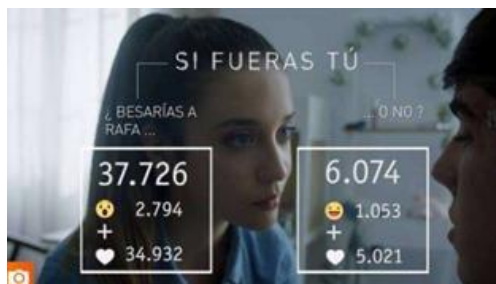 SI FUERAS TÚ
¿ BESARÍAS A
RAFA ...
... O NO ?
37.726
2.794
+
34.932
6.074
1.053
+
5.021